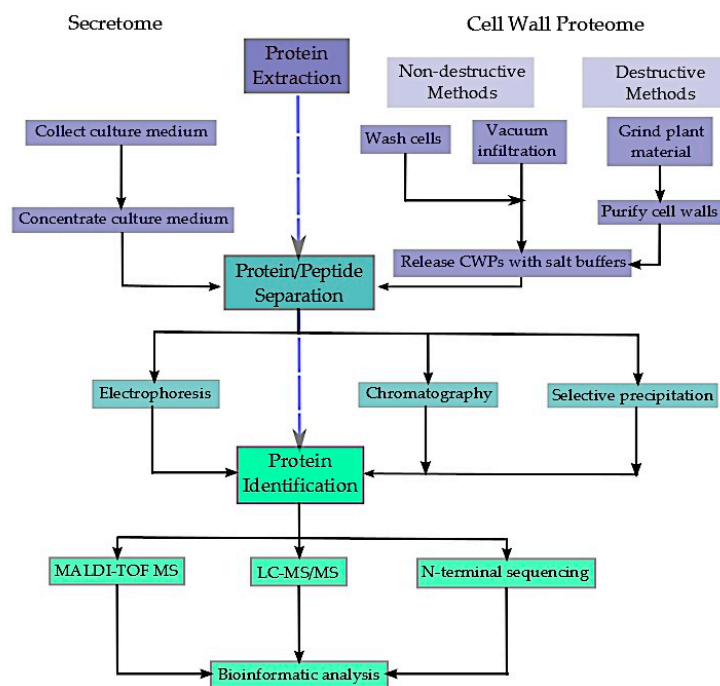 Secretome
Cell Wall Proteome
Protein
Extraction
Non-destructive
Methods
Destructive
Methods
Collect culture medium
Wash cells
Vacuum
infiltration
Grind plant
material
Concentrate culture medium
Purify cell walls
Release CWPs with salt buffers
Protein/Peptide
Separation
Electrophoresis
Chromatography
Selective precipitation
Protein
Identification
MALDI-TOF MS
LC-MS/MS
N-terminal sequencing
Bioinformatic analysis